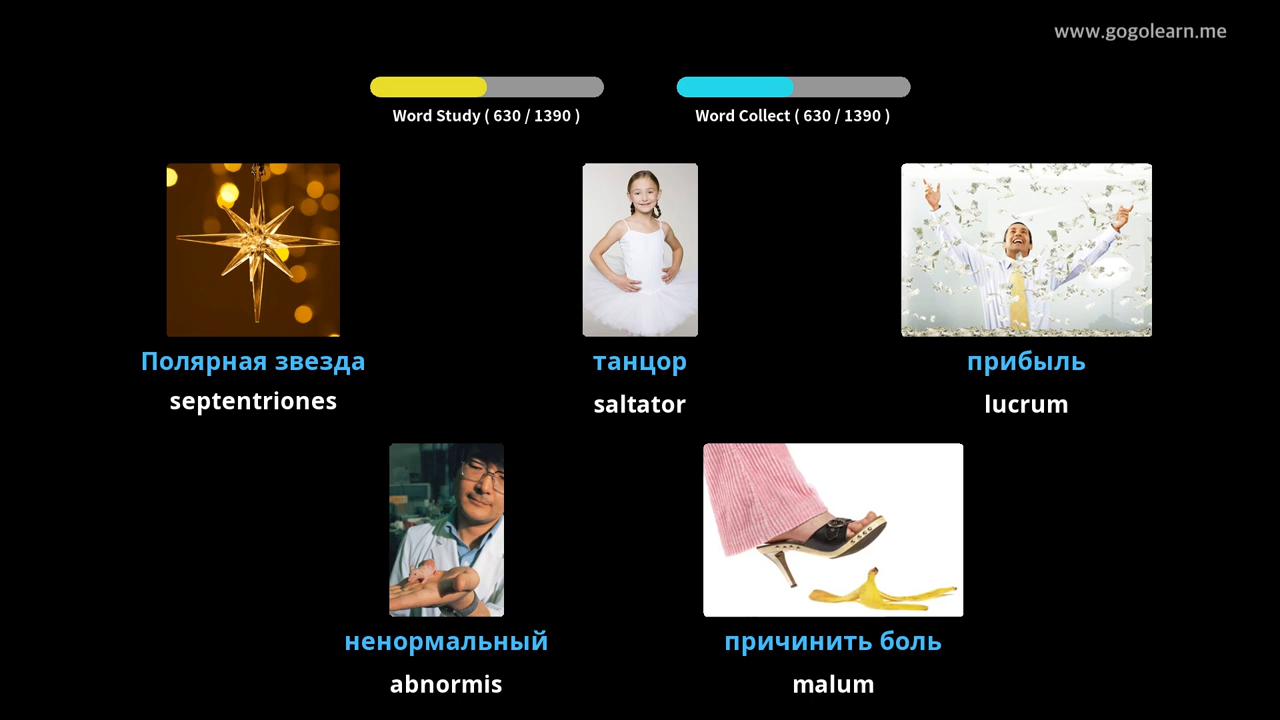 www.gogolearn.me
Word Study ( 630 / 1390 )
Word Collect ( 630 / 1390 )
Полярная звезда
septentriones
танцор
saltator
прибыль
lucrum
ненормальный
abnormis
причинить боль
malum